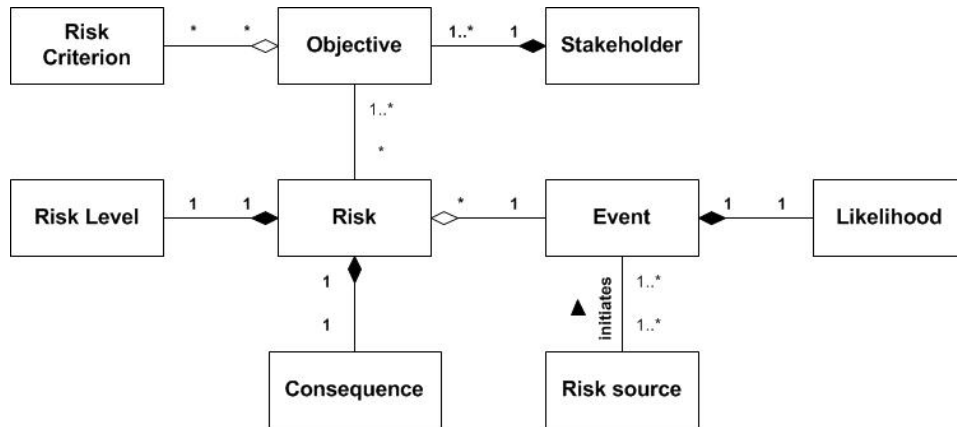 Risk
Criterion
* *
Objective
1..* 1
Stakeholder
1..*
*
Risk Level
1 1
Risk
* 1
Event
1 1
Likelihood
1
1
initiates
1..*
1..*
Consequence
Risk source